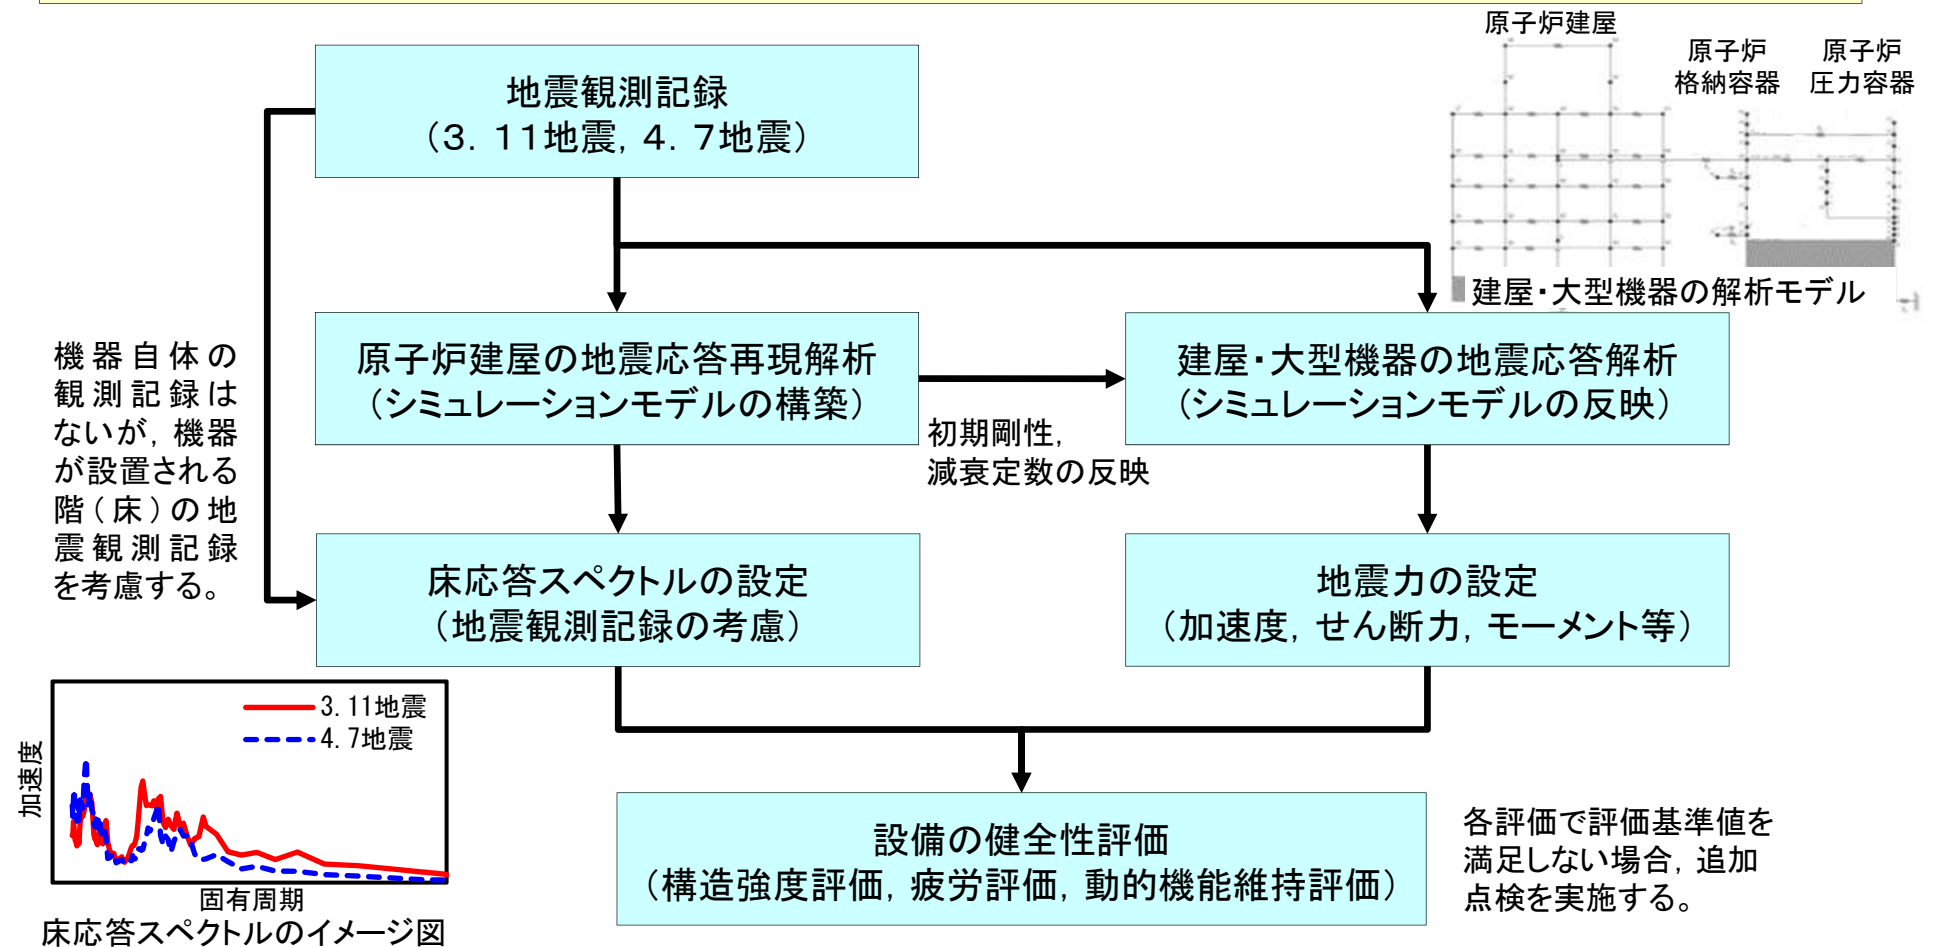 原子炉建屋
原子炉
格納容器
原子炉
圧力容器
地震観測記録
(3.11地震,4.7地震)
建屋・大型機器の解析モデル
原子炉建屋の地震応答再現解析
(シミュレーションモデルの構築)
建屋・大型機器の地震応答解析
(シミュレーションモデルの反映)
初期剛性,
減衰定数の反映
機器自体の
観測記録は
ないが,機器
が設置される
階(床)の地
震観測記録
を考慮する。
床応答スペクトルの設定
(地震観測記録の考慮)
地震力の設定
(加速度,せん断力,モーメント等)
3.11地震
4.7地震
加速度
固有周期
床応答スペクトルのイメージ図
設備の健全性評価
(構造強度評価,疲労評価,動的機能維持評価)
各評価で評価基準値を
満足しない場合,追加
点検を実施する。